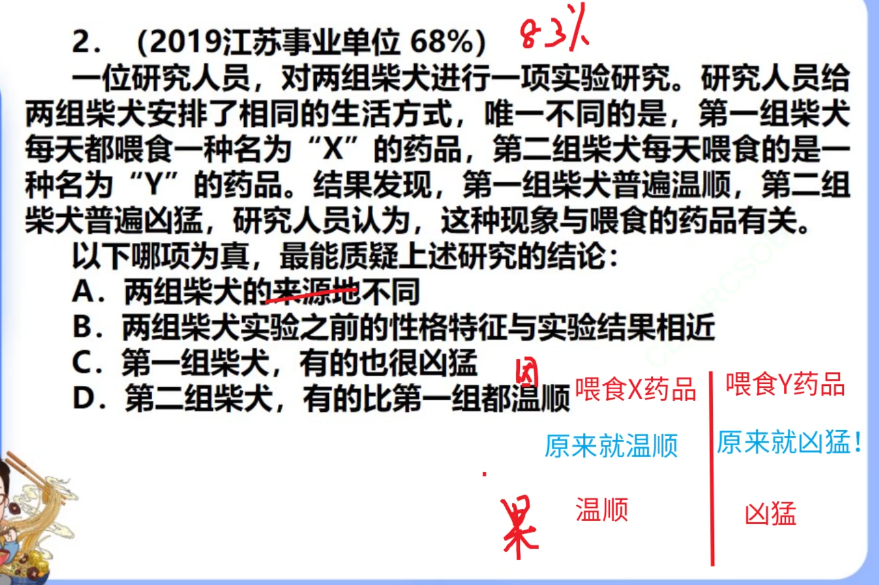 2．（2019江苏事业单位 68%） 83%
一位研究人员，对两组柴犬进行一项实验研究。研究人员给
两组柴犬安排了相同的生活方式，唯一不同的是，第一组柴犬
每天都喂食一种名为“X”的药品，第二组柴犬每天喂食的是一
种名为“Y”的药品。结果发现，第一组柴犬普遍温顺，第二组
柴犬普遍凶猛，研究人员认为，这种现象与喂食的药品有关。
以下哪项为真，最能质疑上述研究的结论：
A．两组柴犬的来源地不同
B．两组柴犬实验之前的性格特征与实验结果相近
C．第一组柴犬，有的也很凶猛
D．第二组柴犬，有的比第一组都温顺
因 喂食X药品 喂食Y药品
原来就温顺 原来就凶猛！
果 温顺 凶猛